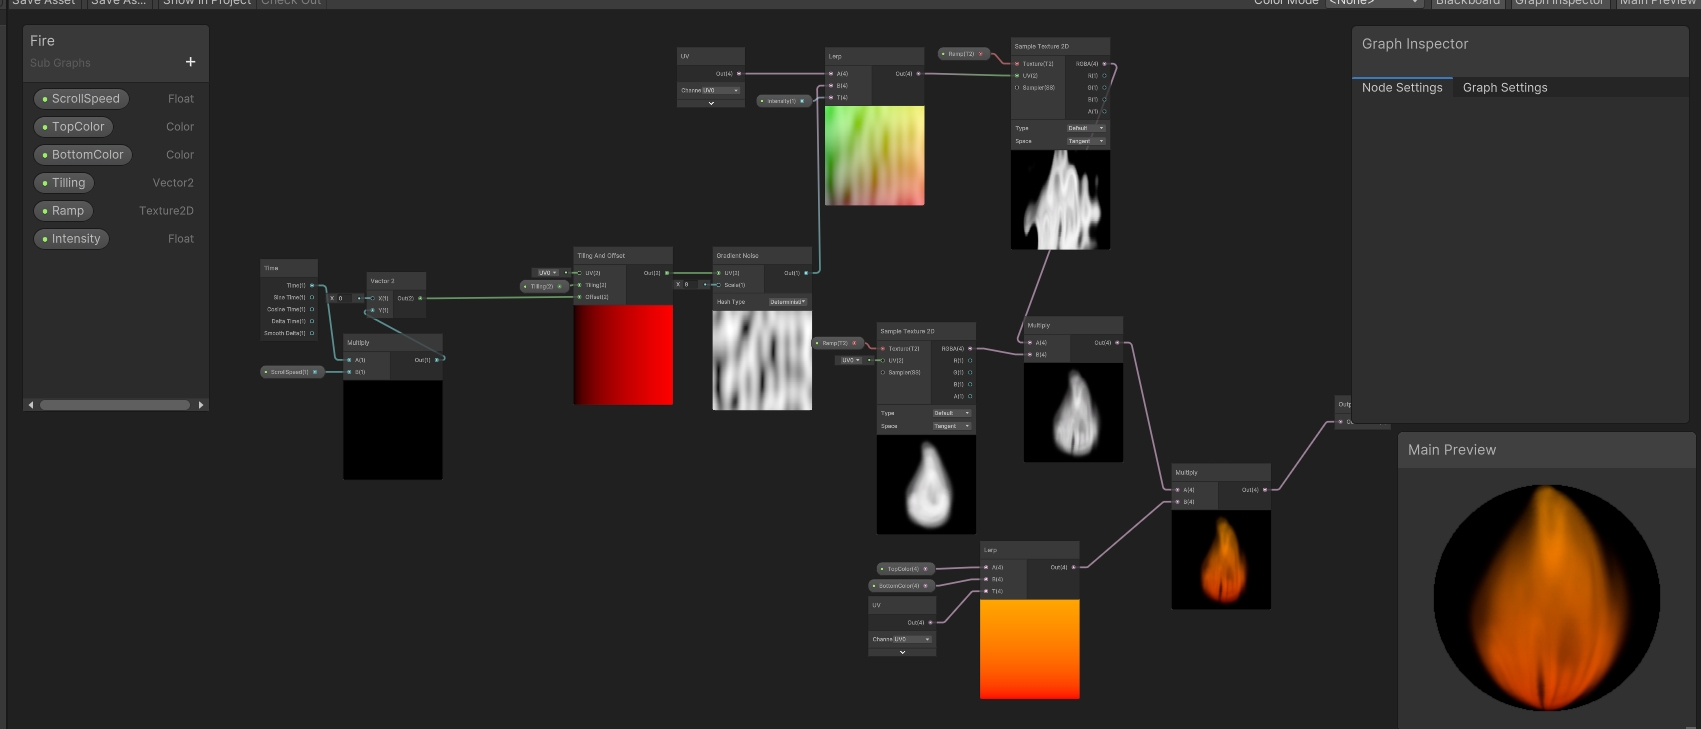 Save Asset Save As... Show In Project Check Out Color Mode <None> Blackboard Graph Inspector Main Preview
Fire
Sub Graphs +
ScrollSpeed Float
TopColor Color
BottomColor Color
Tilling Vector2
Ramp Texture2D
Intensity Float
Time
Time(1)
Sine Time(1)
Cosine Time(1)
Delta Time(1)
Smooth Delta(1)
ScrollSpeed(1)
Vector 2
X 0
X(1) Out(2)
Y(1)
Multiply
A(1) Out(1)
B(1)
Tiling And Offset
UV0 UV(2) Out(2)
Tilling(2) Tiling(2)
Offset(2)
Gradient Noise
UV(2) Out(1)
X 8 Scale(1)
Hash Type Determinist
UV
Out(4)
Channe UV0
Intensity(1)
Lerp
A(4) Out(4)
B(4)
T(4)
Ramp(T2)
Sample Texture 2D
Texture(T2) RGBA(4)
UV(2) R(1)
Sampler(SS) G(1)
B(1)
A(1)
Type Default
Space Tangent
Sample Texture 2D
Ramp(T2) Texture(T2) RGBA(4)
UV0 UV(2) R(1)
Sampler(SS) G(1)
B(1)
A(1)
Type Default
Space Tangent
Multiply
A(4) Out(4)
B(4)
Lerp
TopColor(4) A(4) Out(4)
BottomColor(4) B(4)
T(4)
UV
Out(4)
Channe UV0
Multiply
A(4) Out(4)
B(4)
Graph Inspector
Node Settings Graph Settings
Main Preview